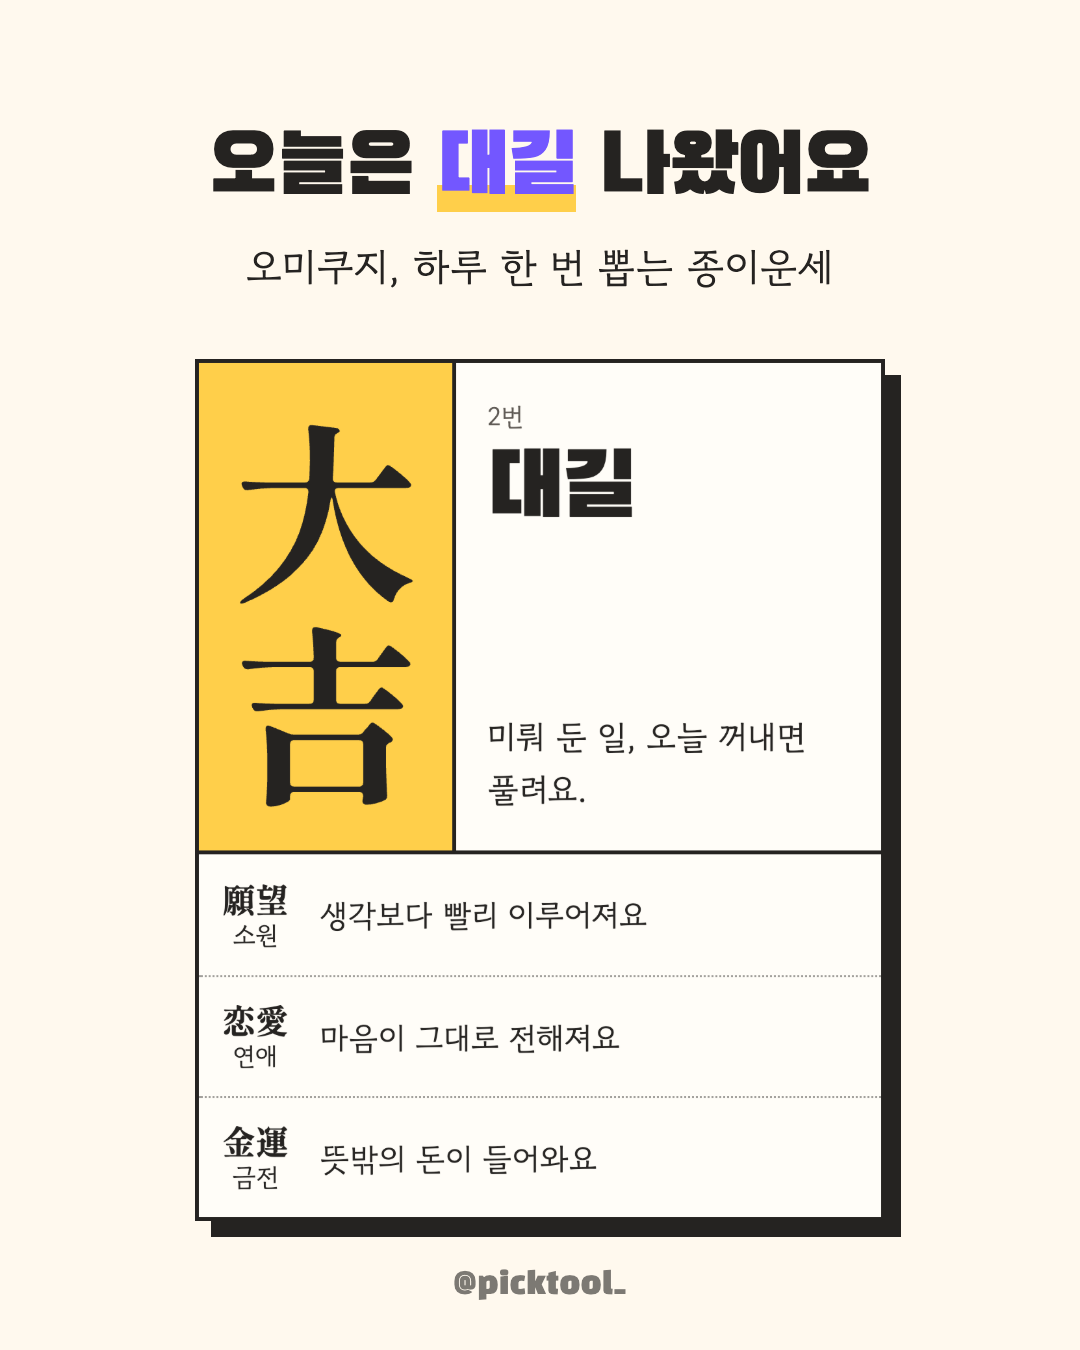 오늘은 대길 나왔어요
오미쿠지, 하루 한 번 뽑는 종이운세
大
吉
2번
대길
미뤄 둔 일, 오늘 꺼내면
풀려요.
願望
소원
생각보다 빨리 이루어져요
恋愛
연애
마음이 그대로 전해져요
金運
금전
뜻밖의 돈이 들어와요
@picktool_